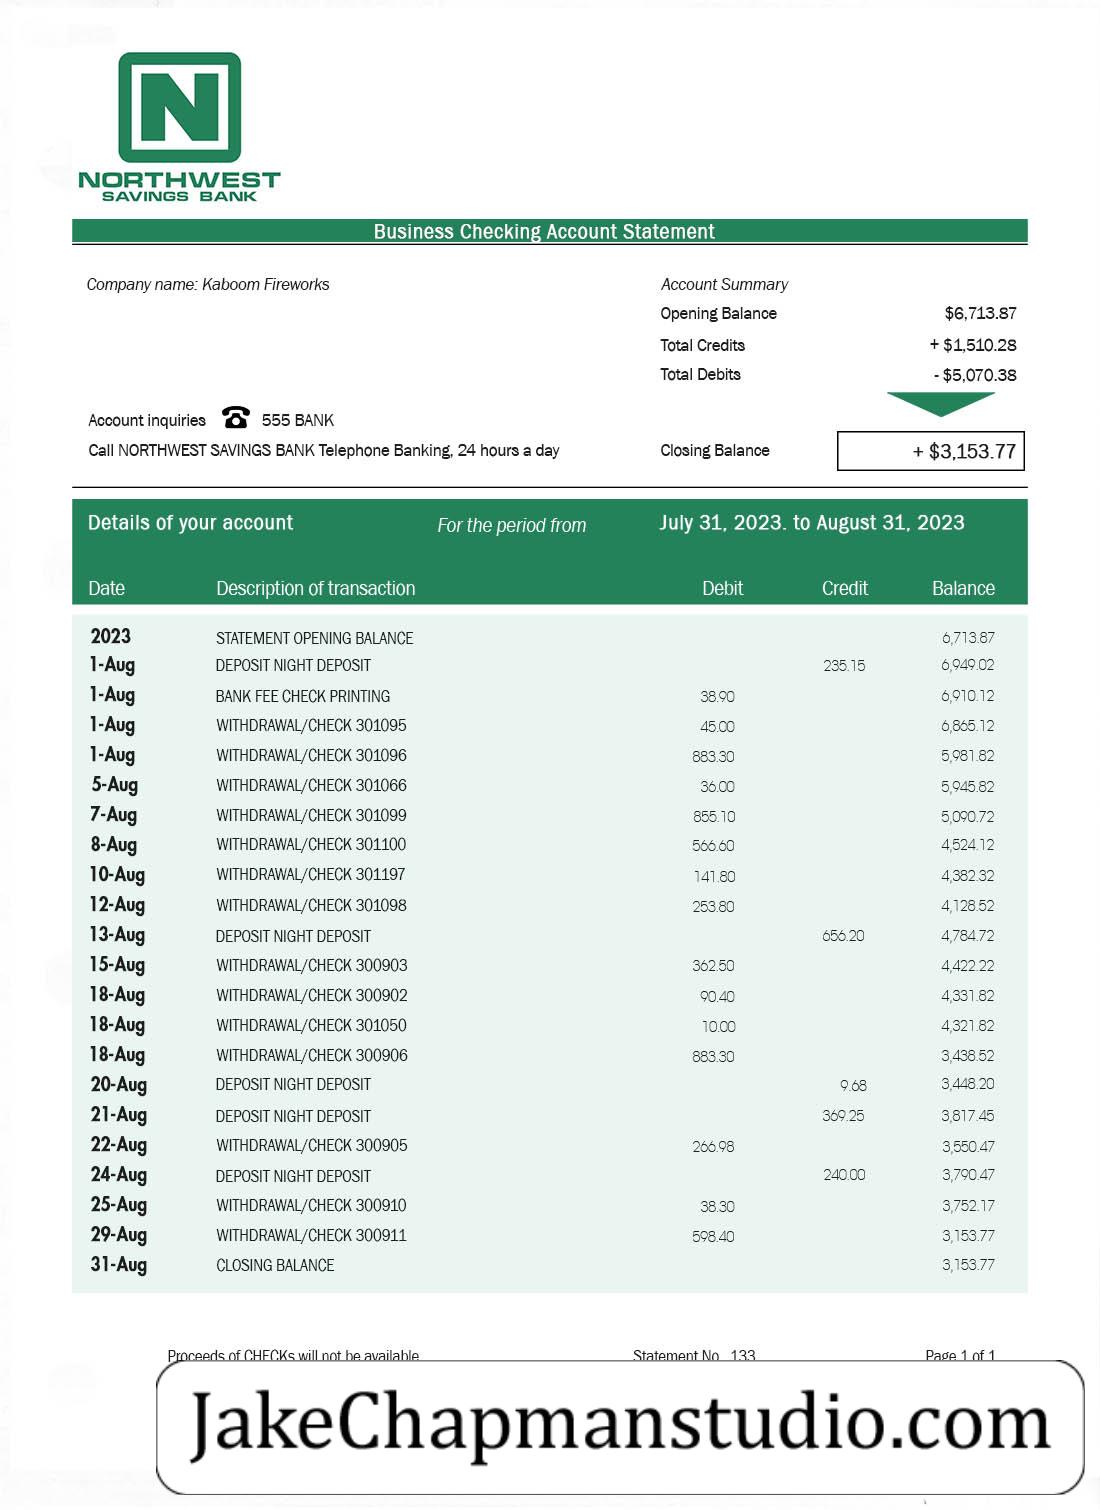 N
NORTHWEST
SAVINGS BANK
Business Checking Account Statement
Company name: Kaboom Fireworks
Account Summary
Opening Balance $6,713.87
Total Credits + $1,510.28
Total Debits - $5,070.38
Account inquiries 555 BANK
Call NORTHWEST SAVINGS BANK Telephone Banking, 24 hours a day
Closing Balance + $3,153.77
Details of your account For the period from July 31, 2023. to August 31, 2023
Date Description of transaction Debit Credit Balance
2023 STATEMENT OPENING BALANCE 6,713.87
1-Aug DEPOSIT NIGHT DEPOSIT 235.15 6,949.02
1-Aug BANK FEE CHECK PRINTING 38.90 6,910.12
1-Aug WITHDRAWAL/CHECK 301095 45.00 6,865.12
1-Aug WITHDRAWAL/CHECK 301096 883.30 5,981.82
5-Aug WITHDRAWAL/CHECK 301066 36.00 5,945.82
7-Aug WITHDRAWAL/CHECK 301099 855.10 5,090.72
8-Aug WITHDRAWAL/CHECK 301100 566.60 4,524.12
10-Aug WITHDRAWAL/CHECK 301197 141.80 4,382.32
12-Aug WITHDRAWAL/CHECK 301098 253.80 4,128.52
13-Aug DEPOSIT NIGHT DEPOSIT 656.20 4,784.72
15-Aug WITHDRAWAL/CHECK 300903 362.50 4,422.22
18-Aug WITHDRAWAL/CHECK 300902 90.40 4,331.82
18-Aug WITHDRAWAL/CHECK 301050 10.00 4,321.82
18-Aug WITHDRAWAL/CHECK 300906 883.30 3,438.52
20-Aug DEPOSIT NIGHT DEPOSIT 9.68 3,448.20
21-Aug DEPOSIT NIGHT DEPOSIT 369.25 3,817.45
22-Aug WITHDRAWAL/CHECK 300905 266.98 3,550.47
24-Aug DEPOSIT NIGHT DEPOSIT 240.00 3,790.47
25-Aug WITHDRAWAL/CHECK 300910 38.30 3,752.17
29-Aug WITHDRAWAL/CHECK 300911 598.40 3,153.77
31-Aug CLOSING BALANCE 3,153.77
Proceeds of CHECKs will not be available Statement No. 133 Page 1 of 1
JakeChapmanstudio.com